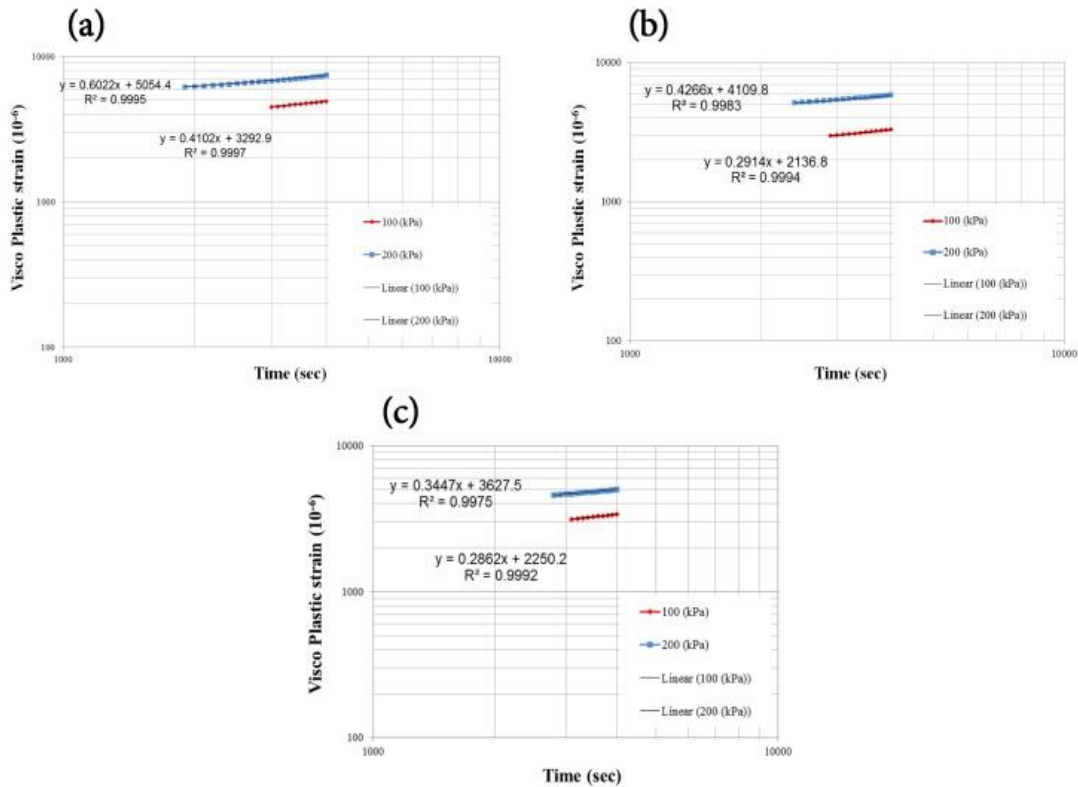 (a)
10000
y = 0.6022x + 5054.4
R² = 0.9995
y = 0.4102x + 3292.9
R² = 0.9997
1000
100
1000
10000
Visco Plastic strain (10⁻⁶)
Time (sec)
100 (kPa)
200 (kPa)
Linear (100 (kPa))
Linear (200 (kPa))
(b)
10000
y = 0.4266x + 4109.8
R² = 0.9983
y = 0.2914x + 2136.8
R² = 0.9994
1000
100
1000
10000
Visco Plastic strain (10⁻⁶)
Time (sec)
100 (kPa)
200 (kPa)
Linear (100 (kPa))
Linear (200 (kPa))
(c)
10000
y = 0.3447x + 3627.5
R² = 0.9975
y = 0.2862x + 2250.2
R² = 0.9992
1000
100
1000
10000
Visco Plastic strain (10⁻⁶)
Time (sec)
100 (kPa)
200 (kPa)
Linear (100 (kPa))
Linear (200 (kPa))